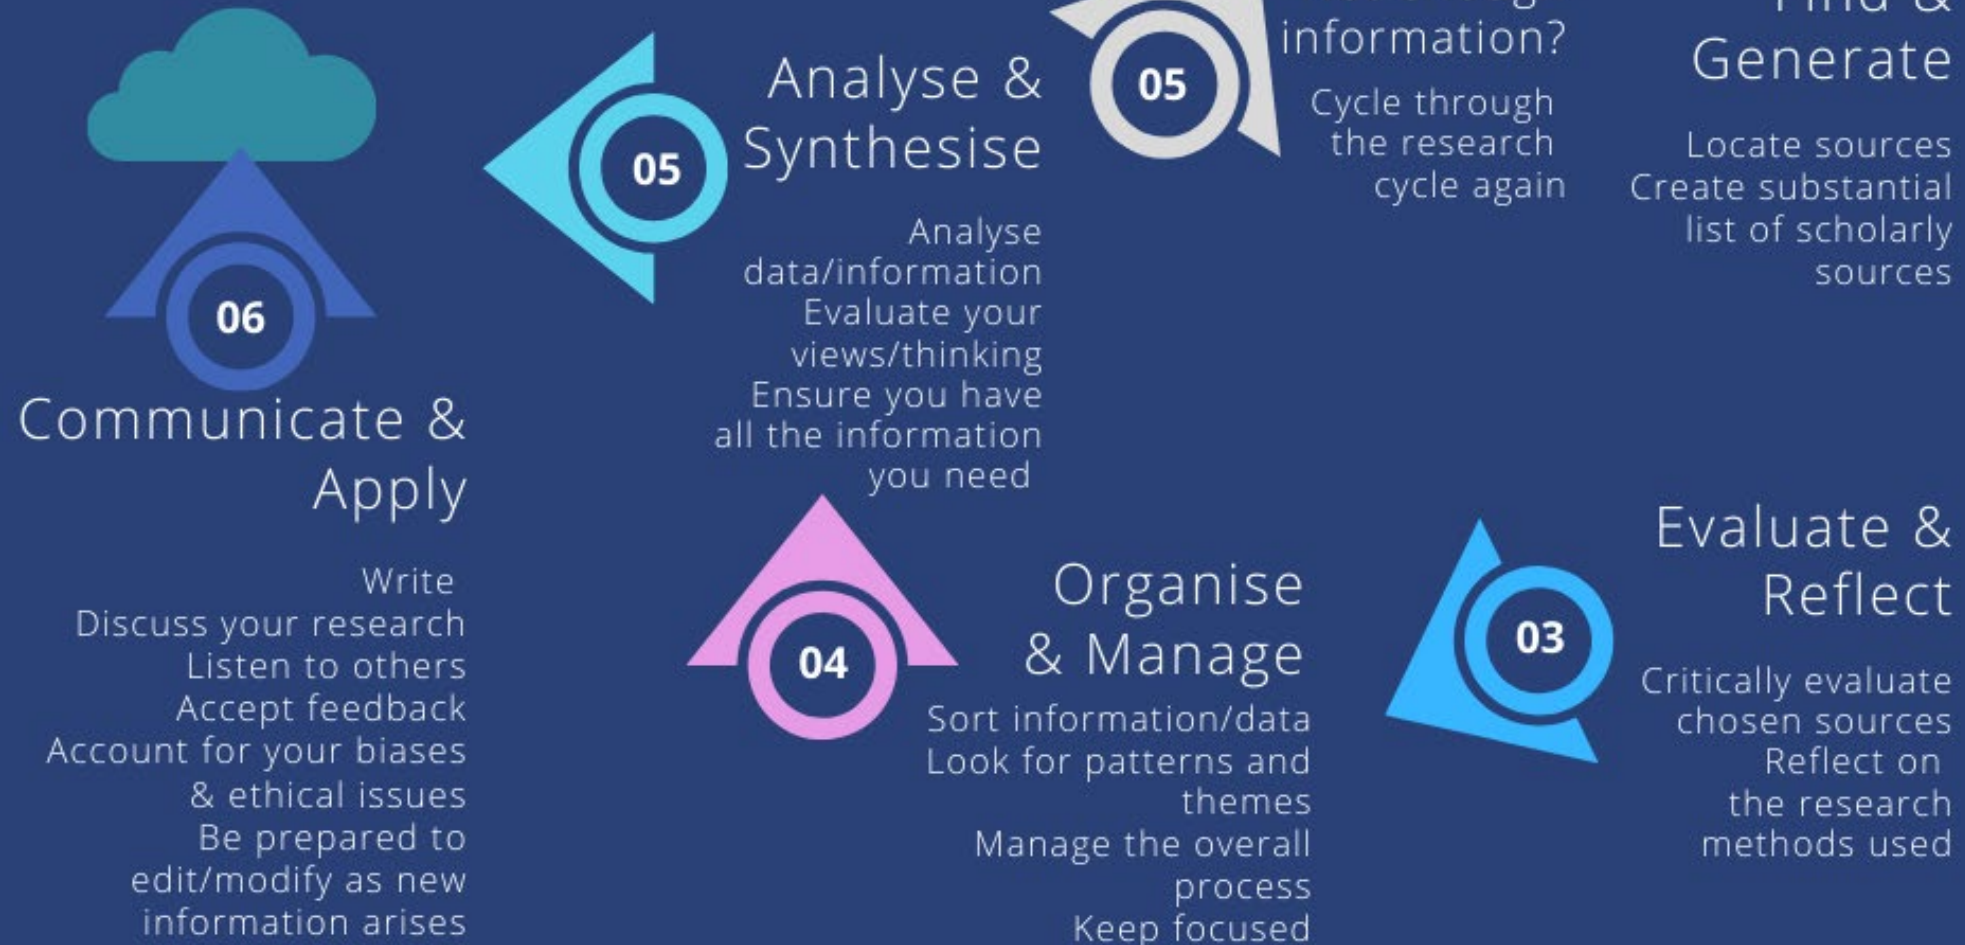 06
Communicate &
Apply
Write
Discuss your research
Listen to others
Accept feedback
Account for your biases
& ethical issues
Be prepared to
edit/modify as new
information arises
05
Analyse &
Synthesise
Analyse
data/information
Evaluate your
views/thinking
Ensure you have
all the information
you need
05
information?
Cycle through
the research
cycle again
Generate
Locate sources
Create substantial
list of scholarly
sources
04
Organise
& Manage
Sort information/data
Look for patterns and
themes
Manage the overall
process
Keep focused
03
Evaluate &
Reflect
Critically evaluate
chosen sources
Reflect on
the research
methods used